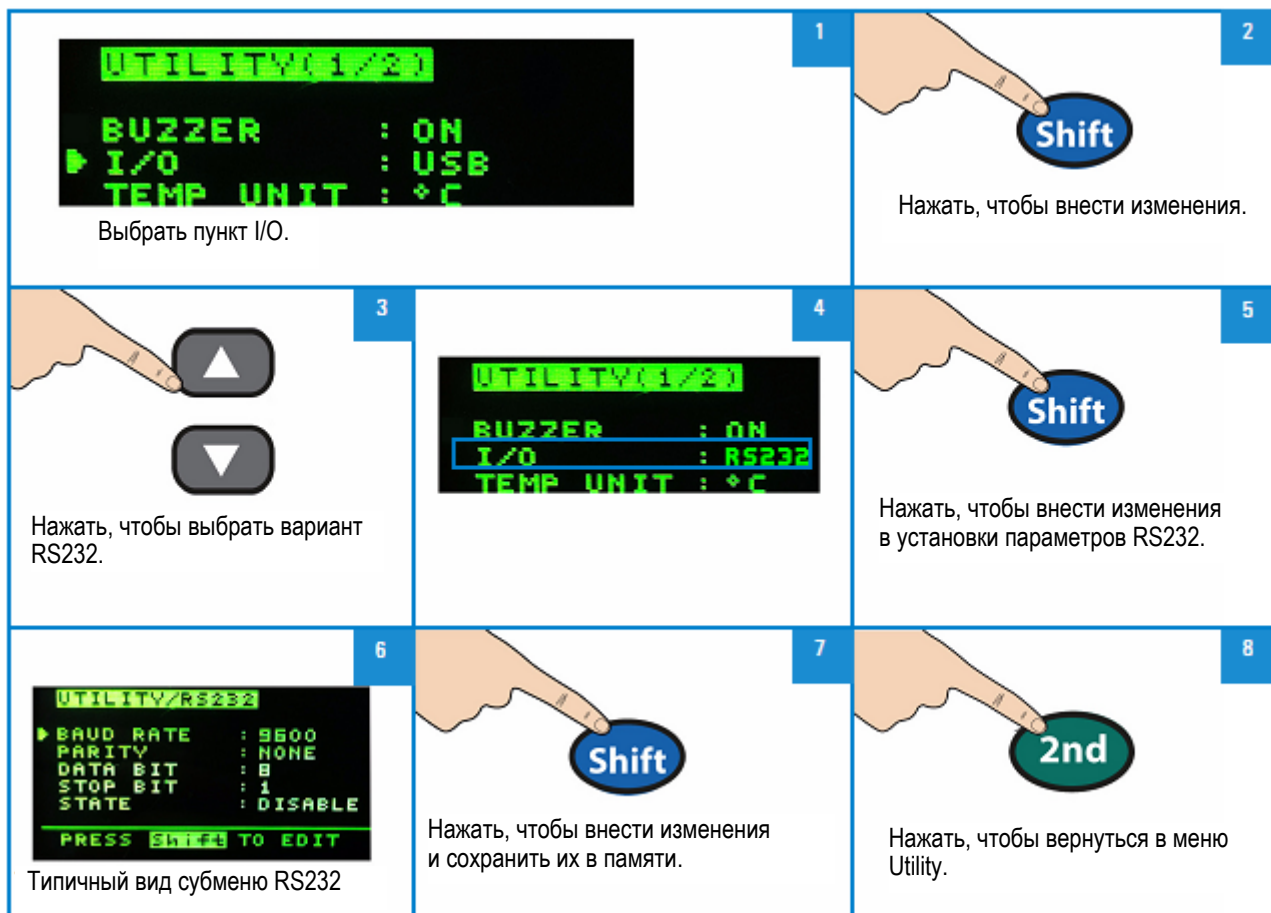 1
UTILITY(1/2)
BUZZER : ON
I/O : USB
TEMP UNIT : °C
Выбрать пункт I/O.
2
Shift
Нажать, чтобы внести изменения.
3
Нажать, чтобы выбрать вариант
RS232.
4
UTILITY(1/2)
BUZZER : ON
I/O : RS232
TEMP UNIT : °C
5
Shift
Нажать, чтобы внести изменения
в установки параметров RS232.
6
UTILITY/RS232
BAUD RATE : 9600
PARITY : NONE
DATA BIT : 8
STOP BIT : 1
STATE : DISABLE
PRESS Shift TO EDIT
Типичный вид субменю RS232
7
Shift
Нажать, чтобы внести изменения
и сохранить их в памяти.
8
2nd
Нажать, чтобы вернуться в меню
Utility.